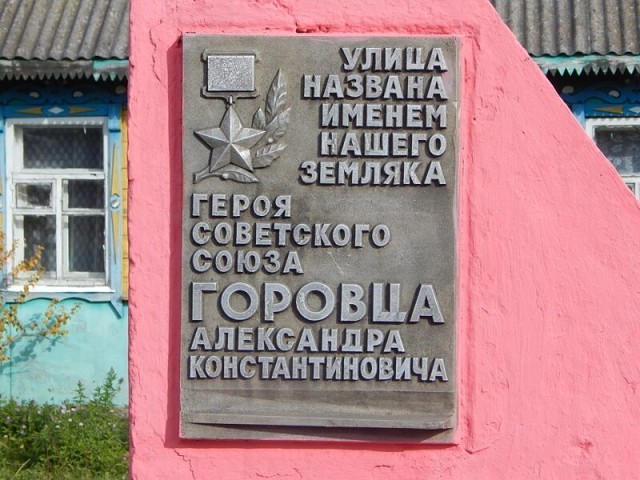 УЛИЦА
НАЗВАНА
ИМЕНЕМ
НАШЕГО
ЗЕМЛЯКА
ГЕРОЯ
СОВЕТСКОГО
СОЮЗА
ГОРОВЦА
АЛЕКСАНДРА
КОНСТАНТИНОВИЧА